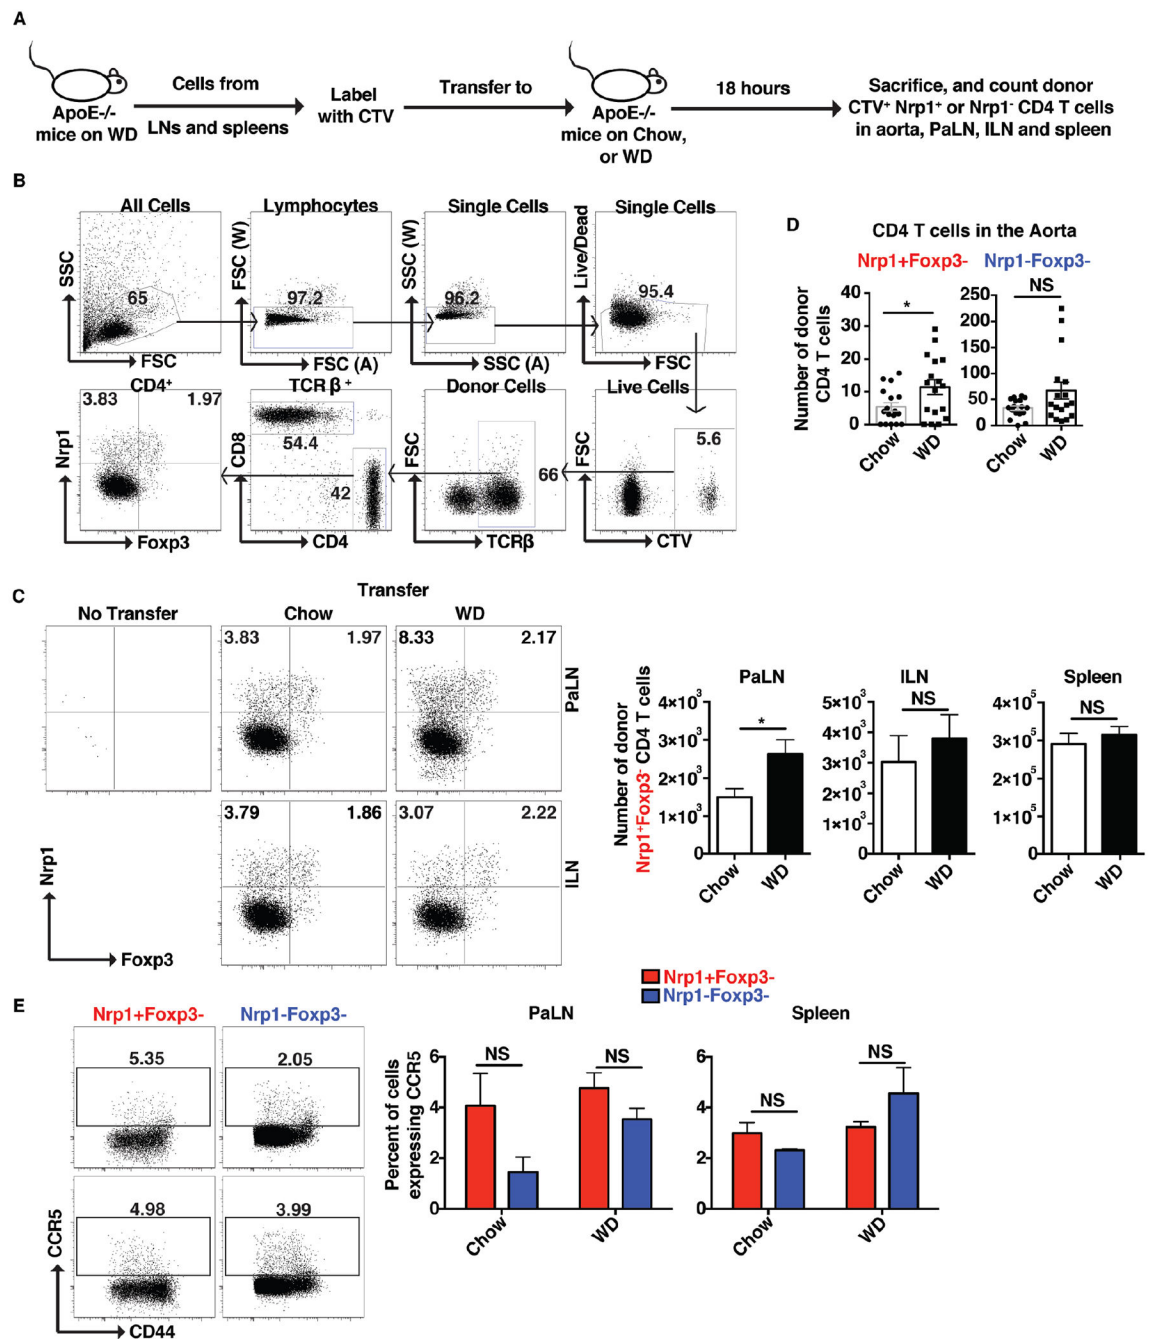 A
ApoE-/-
mice on WD
Cells from
LNs and spleens
Label
with CTV
Transfer to
ApoE-/-
mice on Chow,
or WD
18 hours
Sacrifice, and count donor
CTV⁺ Nrp1⁺ or Nrp1⁻ CD4 T cells
in aorta, PaLN, ILN and spleen
B
All Cells
SSC
65
FSC
Lymphocytes
FSC (W)
97.2
FSC (A)
Single Cells
SSC (W)
96.2
SSC (A)
Single Cells
Live/Dead
95.4
FSC
CD4⁺
3.83
1.97
Nrp1
Foxp3
TCR β⁺
54.4
CD8
42
CD4
Donor Cells
FSC
66
TCRβ
Live Cells
5.6
FSC
CTV
D
CD4 T cells in the Aorta
Nrp1+Foxp3-
Nrp1-Foxp3-
Number of donor
CD4 T cells
40
30
20
10
0
*
Chow
WD
250
200
150
100
50
0
NS
Chow
WD
C
Transfer
No Transfer
Chow
WD
3.83
1.97
8.33
2.17
PaLN
3.79
1.86
3.07
2.22
ILN
Nrp1
Foxp3
Number of donor
Nrp1⁺Foxp3⁻ CD4 T cells
PaLN
4×10³
3×10³
2×10³
1×10³
0
*
Chow
WD
ILN
5×10³
4×10³
3×10³
2×10³
1×10³
0
NS
Chow
WD
Spleen
4×10⁵
3×10⁵
2×10⁵
1×10⁵
0
NS
Chow
WD
E
Nrp1+Foxp3-
Nrp1-Foxp3-
5.35
2.05
4.98
3.99
CCR5
CD44
Nrp1+Foxp3-
Nrp1-Foxp3-
PaLN
Percent of cells
expressing CCR5
6
4
2
0
NS
NS
Chow
WD
Spleen
6
4
2
0
NS
NS
Chow
WD